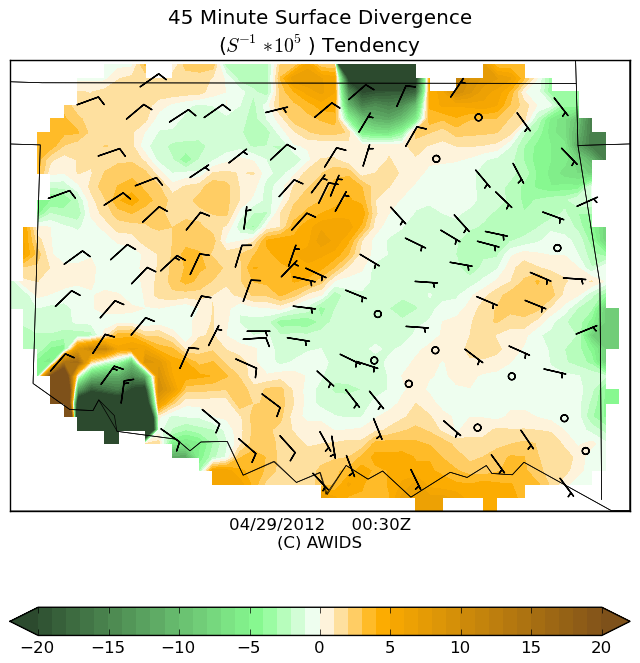 45 Minute Surface Divergence
(S⁻¹ * 10⁵ ) Tendency
04/29/2012 00:30Z
(C) AWIDS
−20 −15 −10 −5 0 5 10 15 20